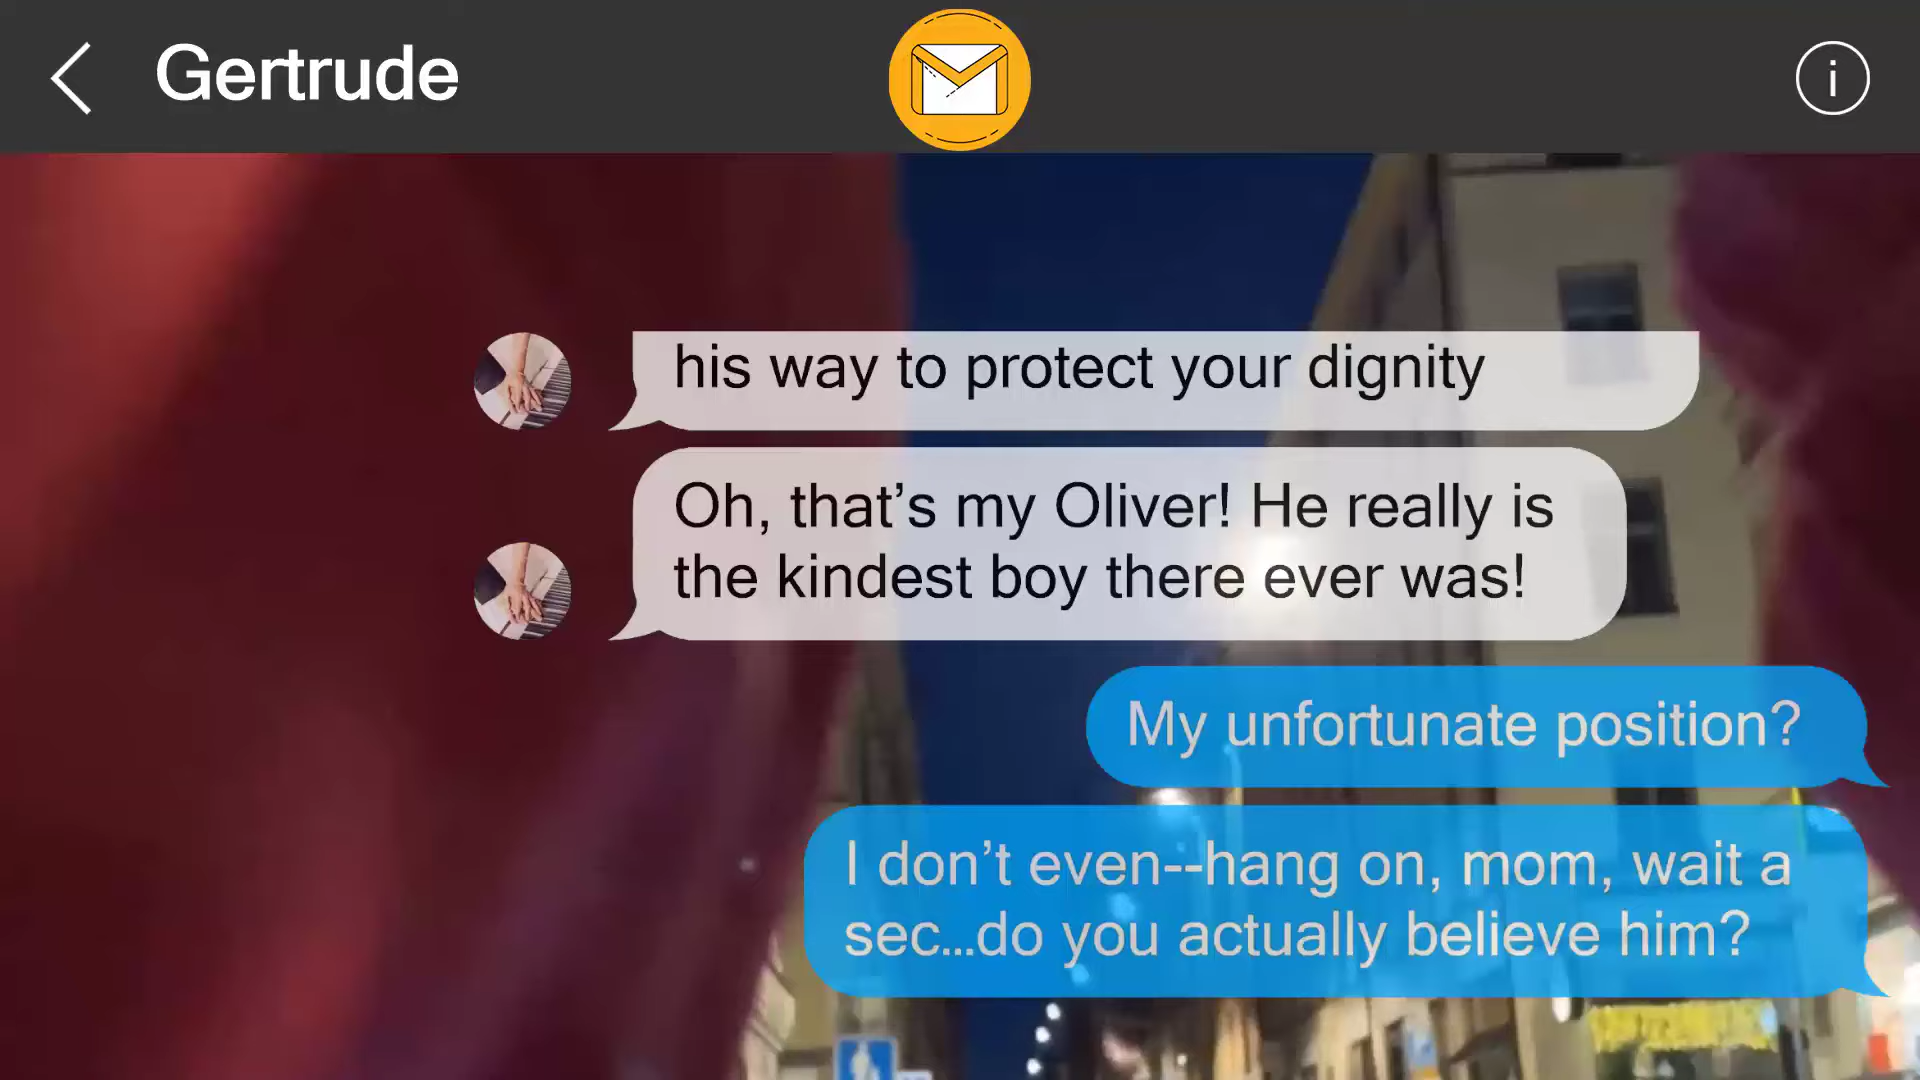 Gertrude
i
his way to protect your dignity
Oh, that’s my Oliver! He really is
the kindest boy there ever was!
My unfortunate position?
I don’t even--hang on, mom, wait a
sec...do you actually believe him?